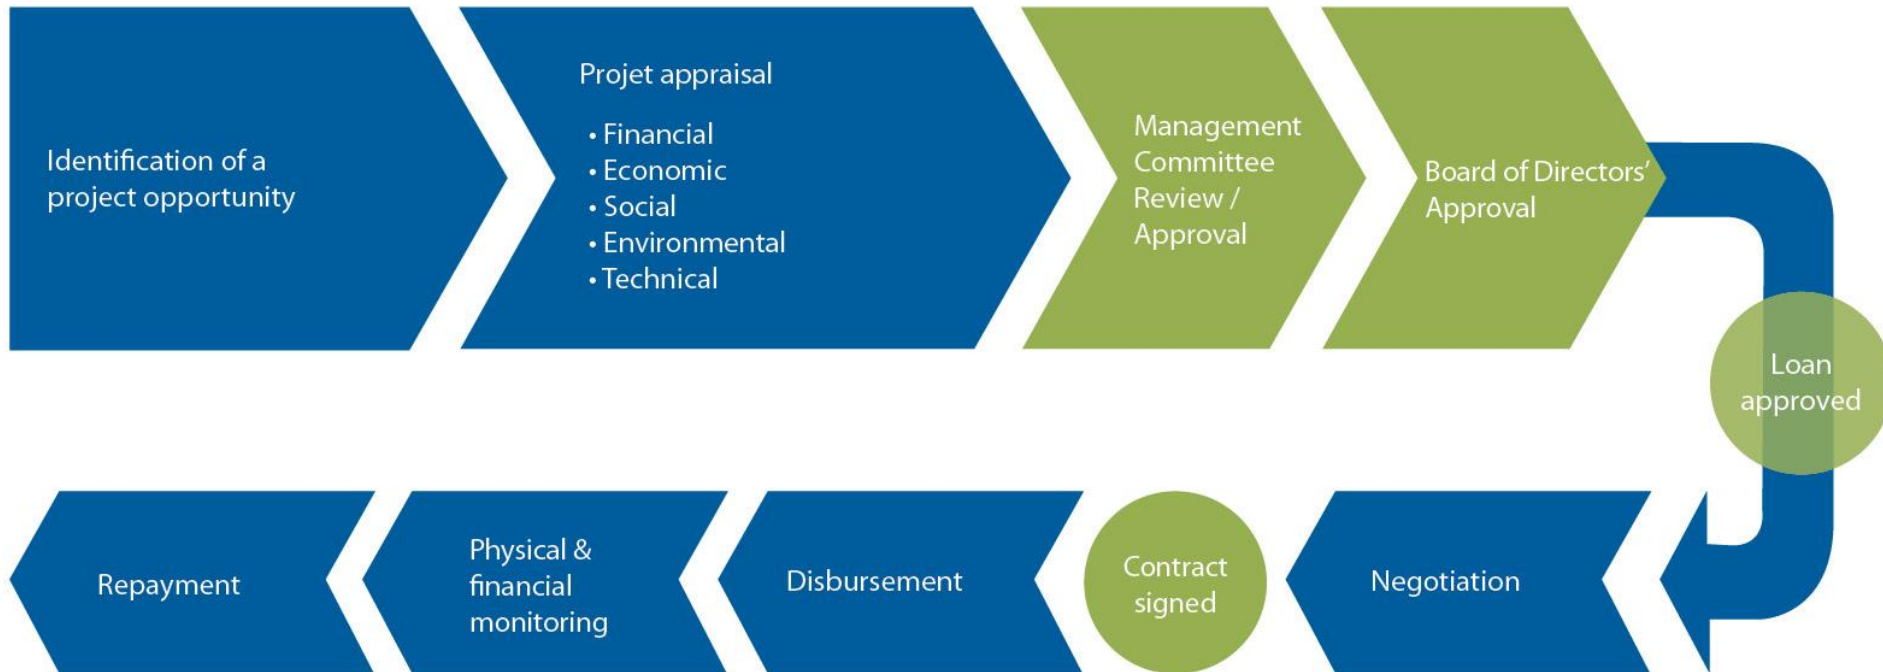 Identification of a
project opportunity
Projet appraisal
• Financial
• Economic
• Social
• Environmental
• Technical
Management
Committee
Review /
Approval
Board of Directors’
Approval
Loan
approved
Negotiation
Contract
signed
Disbursement
Physical &
financial
monitoring
Repayment